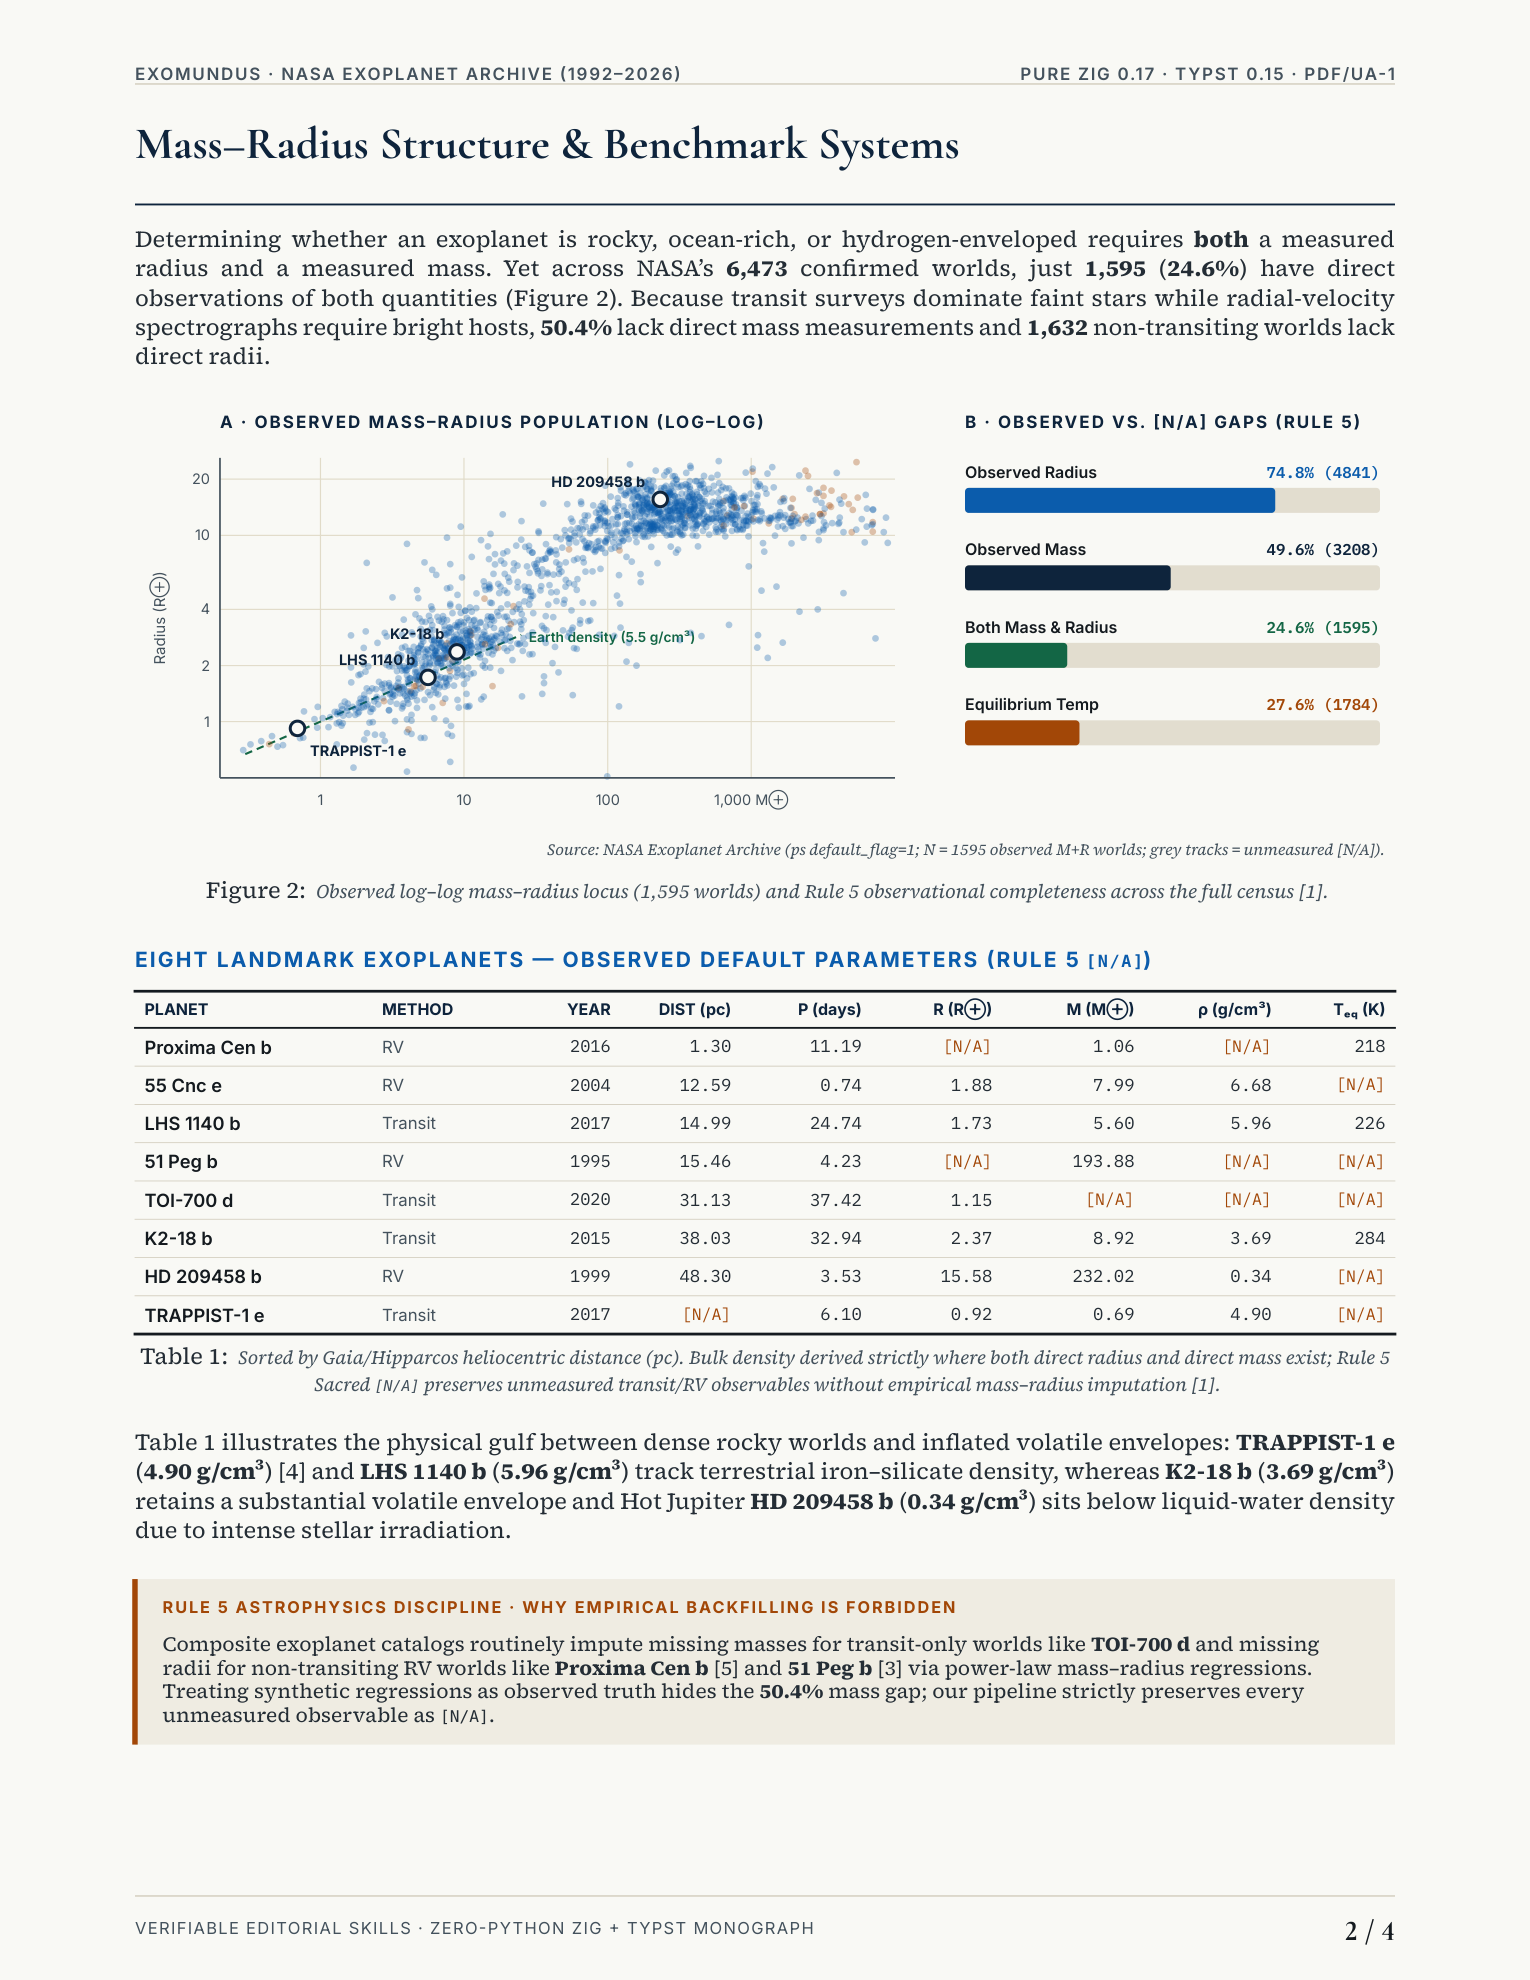 EXOMUNDUS · NASA EXOPLANET ARCHIVE (1992–2026)
PURE ZIG 0.17 · TYPST 0.15 · PDF/UA-1
Mass–Radius Structure & Benchmark Systems
Determining whether an exoplanet is rocky, ocean-rich, or hydrogen-enveloped requires both a measured
radius and a measured mass. Yet across NASA’s 6,473 confirmed worlds, just 1,595 (24.6%) have direct
observations of both quantities (Figure 2). Because transit surveys dominate faint stars while radial-velocity
spectrographs require bright hosts, 50.4% lack direct mass measurements and 1,632 non-transiting worlds lack
direct radii.
A · OBSERVED MASS–RADIUS POPULATION (LOG–LOG)
20
10
4
2
1
Radius (R⊕)
HD 209458 b
K2-18 b
LHS 1140 b
Earth density (5.5 g/cm³)
TRAPPIST-1 e
1 10 100 1,000 M⊕
B · OBSERVED VS. [N/A] GAPS (RULE 5)
Observed Radius 74.8% (4841)
Observed Mass 49.6% (3208)
Both Mass & Radius 24.6% (1595)
Equilibrium Temp 27.6% (1784)
Source: NASA Exoplanet Archive (ps default_flag=1; N = 1595 observed M+R worlds; grey tracks = unmeasured [N/A]).
Figure 2: Observed log–log mass–radius locus (1,595 worlds) and Rule 5 observational completeness across the full census [1].
EIGHT LANDMARK EXOPLANETS — OBSERVED DEFAULT PARAMETERS (RULE 5 [N/A])
PLANET METHOD YEAR DIST (pc) P (days) R (R⊕) M (M⊕) ρ (g/cm³) Teq (K)
Proxima Cen b RV 2016 1.30 11.19 [N/A] 1.06 [N/A] 218
55 Cnc e RV 2004 12.59 0.74 1.88 7.99 6.68 [N/A]
LHS 1140 b Transit 2017 14.99 24.74 1.73 5.60 5.96 226
51 Peg b RV 1995 15.46 4.23 [N/A] 193.88 [N/A] [N/A]
TOI-700 d Transit 2020 31.13 37.42 1.15 [N/A] [N/A] [N/A]
K2-18 b Transit 2015 38.03 32.94 2.37 8.92 3.69 284
HD 209458 b RV 1999 48.30 3.53 15.58 232.02 0.34 [N/A]
TRAPPIST-1 e Transit 2017 [N/A] 6.10 0.92 0.69 4.90 [N/A]
Table 1: Sorted by Gaia/Hipparcos heliocentric distance (pc). Bulk density derived strictly where both direct radius and direct mass exist; Rule 5
Sacred [N/A] preserves unmeasured transit/RV observables without empirical mass–radius imputation [1].
Table 1 illustrates the physical gulf between dense rocky worlds and inflated volatile envelopes: TRAPPIST-1 e
(4.90 g/cm³) [4] and LHS 1140 b (5.96 g/cm³) track terrestrial iron–silicate density, whereas K2-18 b (3.69 g/cm³)
retains a substantial volatile envelope and Hot Jupiter HD 209458 b (0.34 g/cm³) sits below liquid-water density
due to intense stellar irradiation.
RULE 5 ASTROPHYSICS DISCIPLINE · WHY EMPIRICAL BACKFILLING IS FORBIDDEN
Composite exoplanet catalogs routinely impute missing masses for transit-only worlds like TOI-700 d and missing
radii for non-transiting RV worlds like Proxima Cen b [5] and 51 Peg b [3] via power-law mass–radius regressions.
Treating synthetic regressions as observed truth hides the 50.4% mass gap; our pipeline strictly preserves every
unmeasured observable as [N/A].
VERIFIABLE EDITORIAL SKILLS · ZERO-PYTHON ZIG + TYPST MONOGRAPH
2 / 4